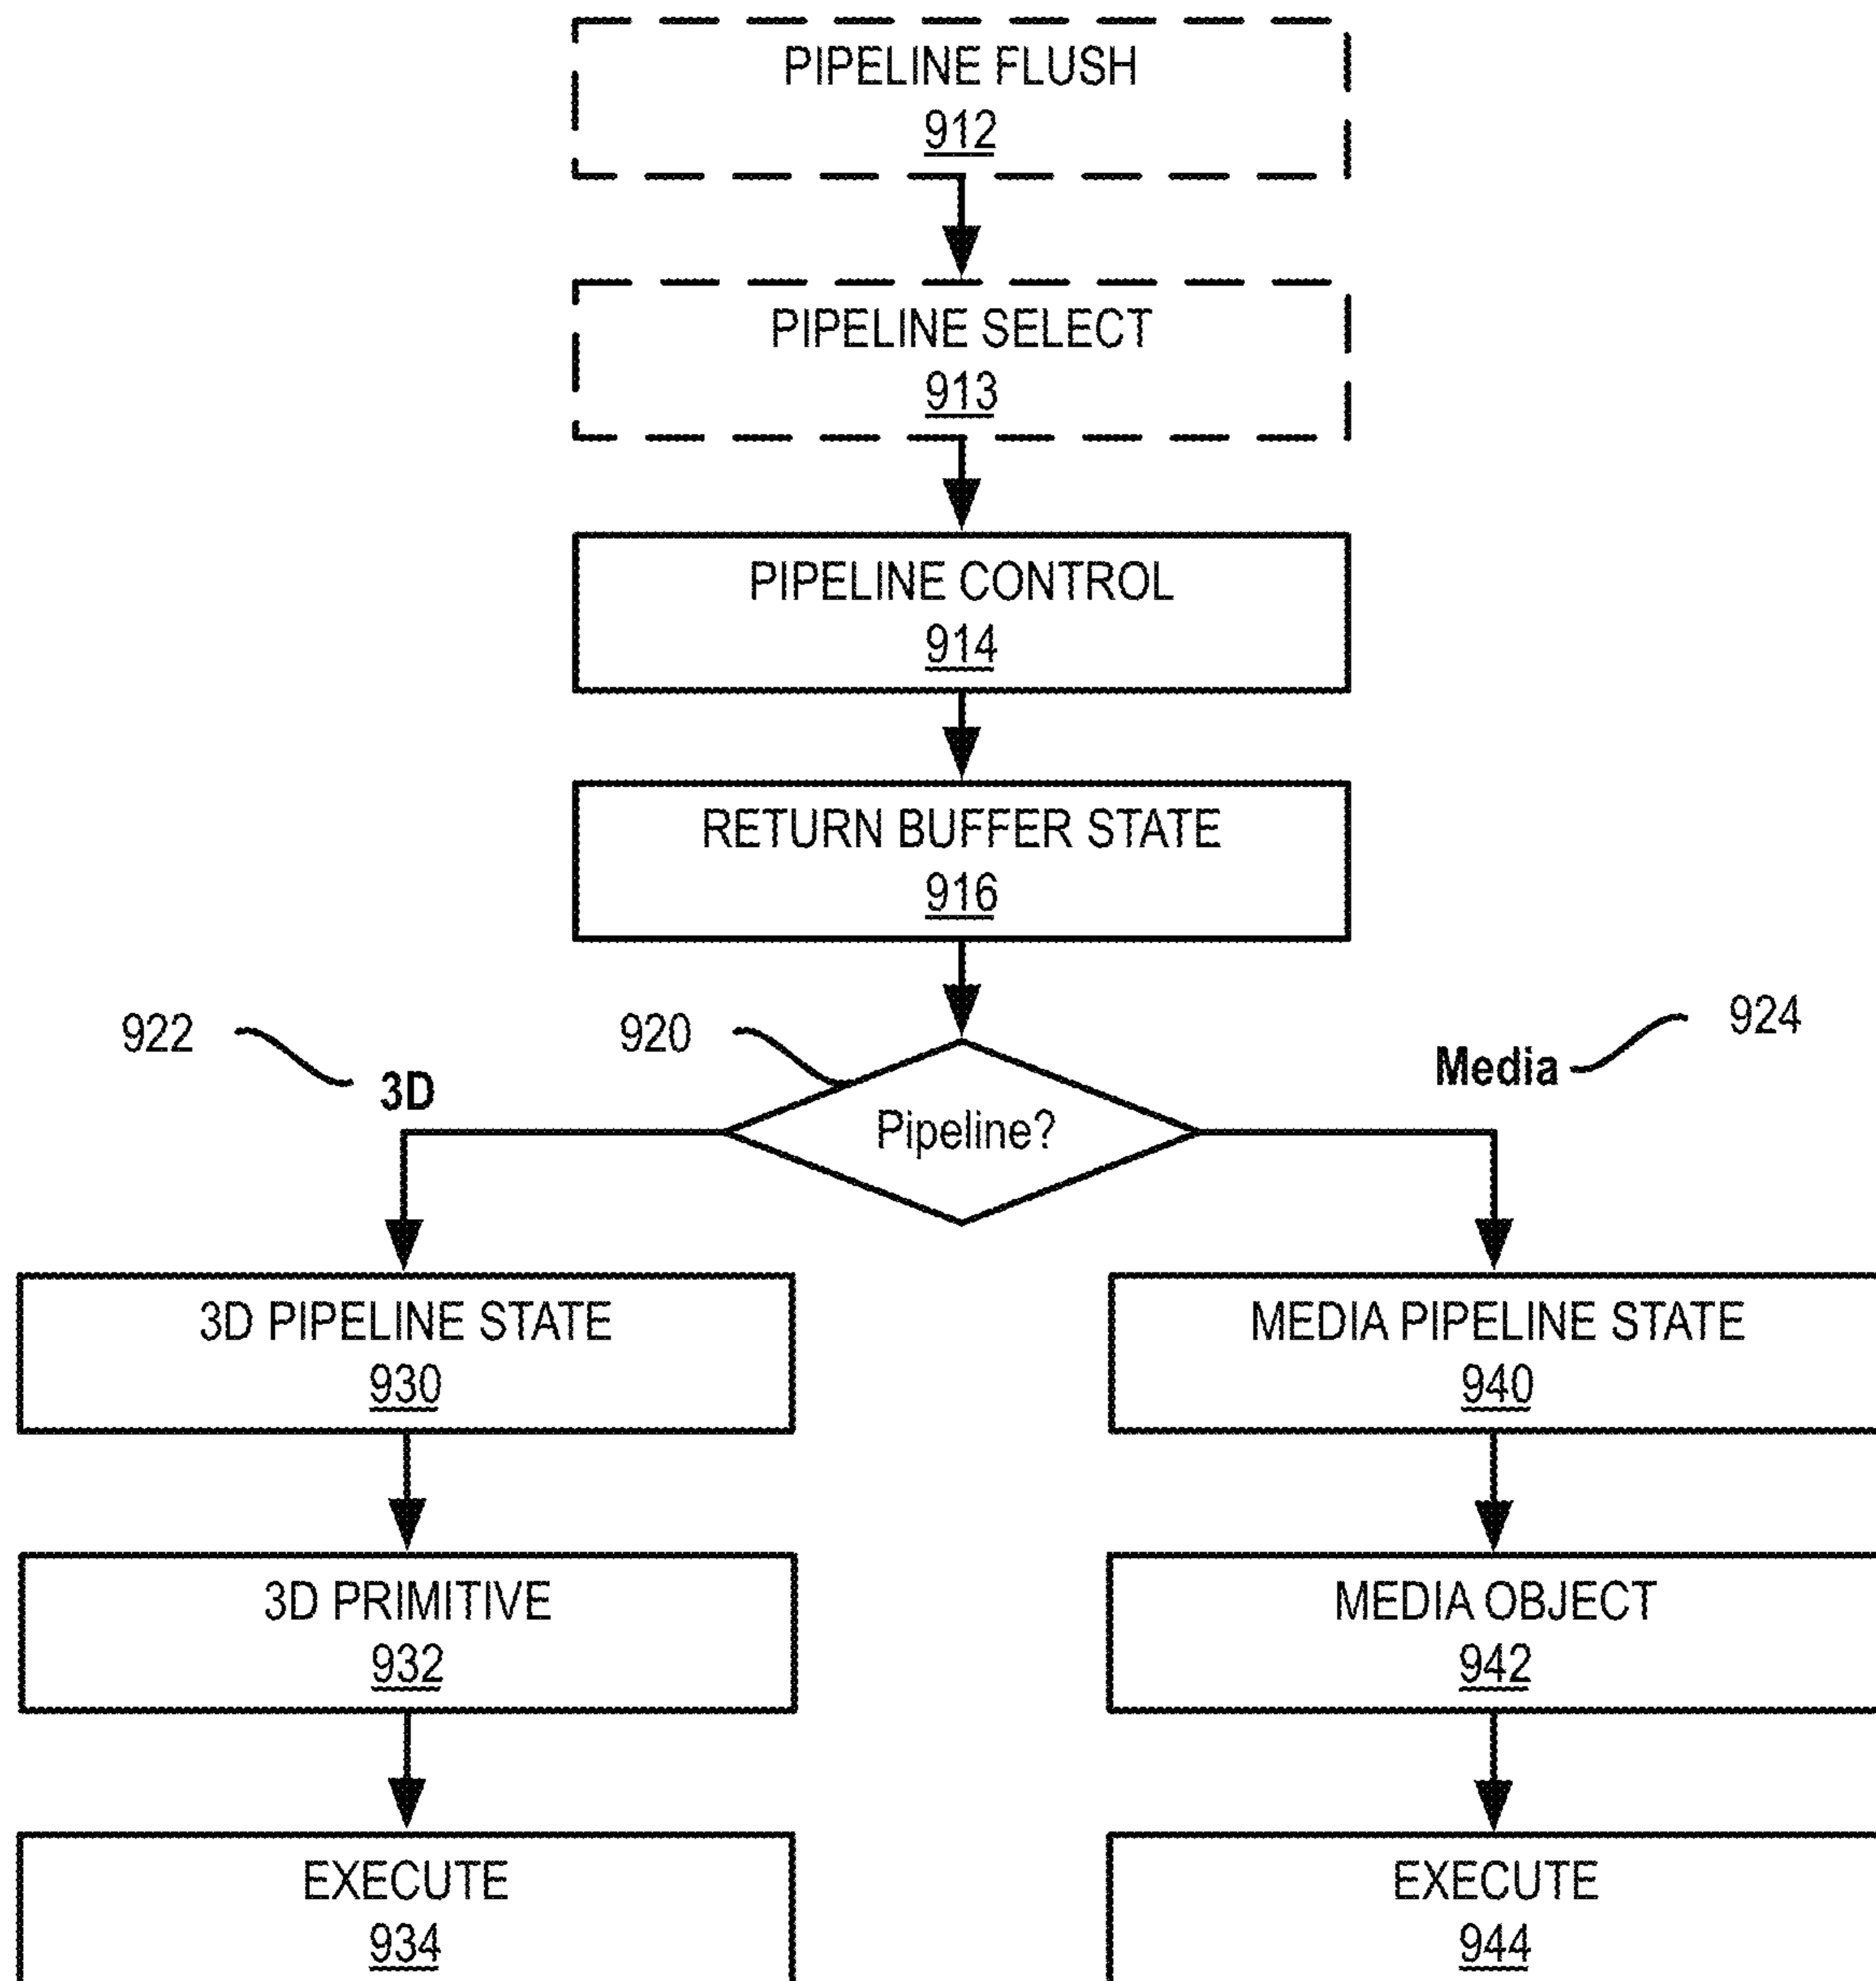 PIPELINE FLUSH
912
PIPELINE SELECT
913
PIPELINE CONTROL
914
RETURN BUFFER STATE
916
922
920
924
3D
Media
Pipeline?
3D PIPELINE STATE
930
MEDIA PIPELINE STATE
940
3D PRIMITIVE
932
MEDIA OBJECT
942
EXECUTE
934
EXECUTE
944